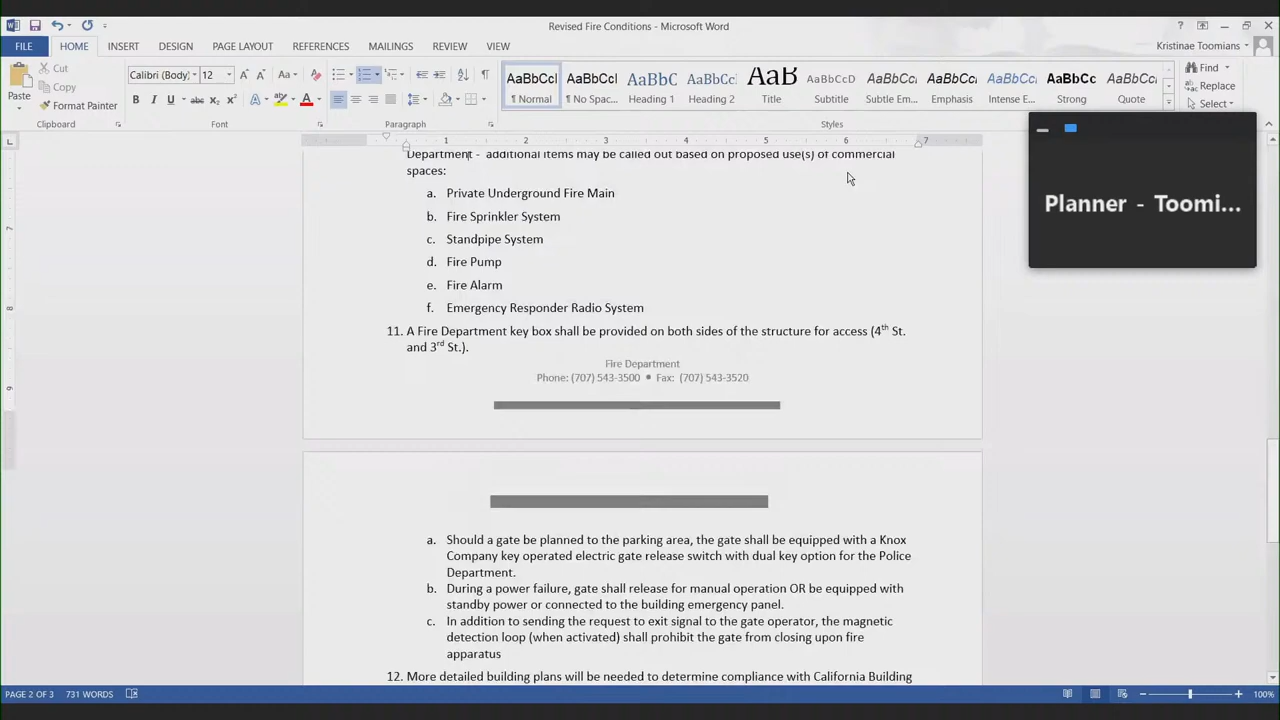 Revised Fire Conditions - Microsoft Word
FILE HOME INSERT DESIGN PAGE LAYOUT REFERENCES MAILINGS REVIEW VIEW Kristinae Toomians
Paste Cut
Copy
Format Painter
Calibri (Body) 12
AaBbCcI AaBbCcI AaBbC AaBbCc AaB AaBbCcD AaBbCcI AaBbCcI AaBbCcI AaBbCc AaBbCcI
¶ Normal ¶ No Spac... Heading 1 Heading 2 Title Subtitle Subtle Em... Emphasis Intense E... Strong Quote
Find
Replace
Select
Clipboard Font Paragraph Styles
1 2 3 4 5 6 7
Planner - Toomi...
Department - additional items may be called out based on proposed use(s) of commercial
spaces:
a. Private Underground Fire Main
b. Fire Sprinkler System
c. Standpipe System
d. Fire Pump
e. Fire Alarm
f. Emergency Responder Radio System
11. A Fire Department key box shall be provided on both sides of the structure for access (4th St.
and 3rd St.).
Fire Department
Phone: (707) 543-3500 • Fax: (707) 543-3520
a. Should a gate be planned to the parking area, the gate shall be equipped with a Knox
Company key operated electric gate release switch with dual key option for the Police
Department.
b. During a power failure, gate shall release for manual operation OR be equipped with
standby power or connected to the building emergency panel.
c. In addition to sending the request to exit signal to the gate operator, the magnetic
detection loop (when activated) shall prohibit the gate from closing upon fire
apparatus
12. More detailed building plans will be needed to determine compliance with California Building
PAGE 2 OF 3 731 WORDS 100%